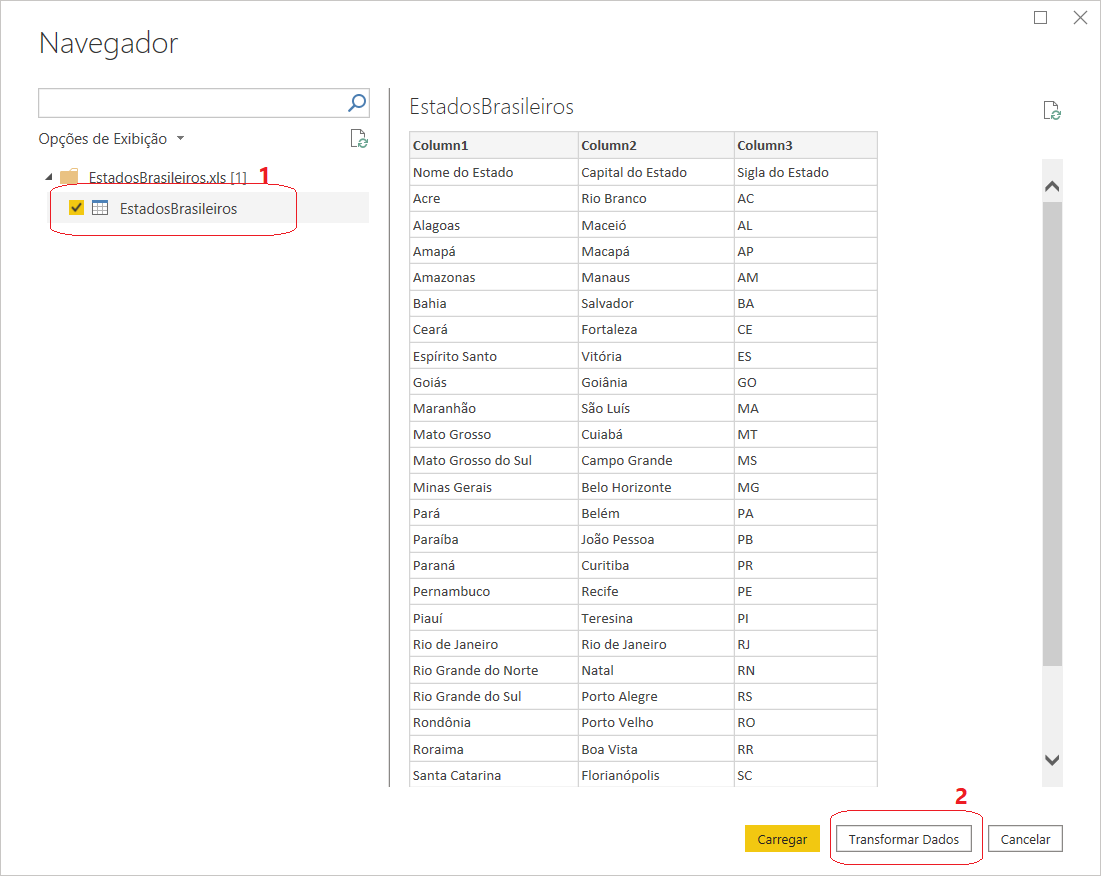 Navegador
Opções de Exibição
EstadosBrasileiros.xls [1]
1
EstadosBrasileiros
EstadosBrasileiros
Column1 Column2 Column3
Nome do Estado Capital do Estado Sigla do Estado
Acre Rio Branco AC
Alagoas Maceió AL
Amapá Macapá AP
Amazonas Manaus AM
Bahia Salvador BA
Ceará Fortaleza CE
Espírito Santo Vitória ES
Goiás Goiânia GO
Maranhão São Luís MA
Mato Grosso Cuiabá MT
Mato Grosso do Sul Campo Grande MS
Minas Gerais Belo Horizonte MG
Pará Belém PA
Paraíba João Pessoa PB
Paraná Curitiba PR
Pernambuco Recife PE
Piauí Teresina PI
Rio de Janeiro Rio de Janeiro RJ
Rio Grande do Norte Natal RN
Rio Grande do Sul Porto Alegre RS
Rondônia Porto Velho RO
Roraima Boa Vista RR
Santa Catarina Florianópolis SC
2
Carregar Transformar Dados Cancelar